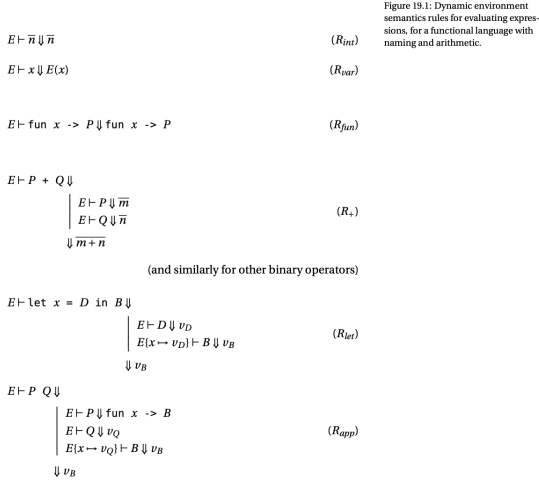 Figure 19.1: Dynamic environment
semantics rules for evaluating expres-
sions, for a functional language with
naming and arithmetic.
E ⊢ n̅ ⇓ n̅ (R_int)
E ⊢ x ⇓ E(x) (R_var)
E ⊢ fun x -> P ⇓ fun x -> P (R_fun)
E ⊢ P + Q ⇓
E ⊢ P ⇓ m̅
E ⊢ Q ⇓ n̅
(R_+)
⇓ \overline{m + n}
(and similarly for other binary operators)
E ⊢ let x = D in B ⇓
E ⊢ D ⇓ v_D
E{x ↦ v_D} ⊢ B ⇓ v_B
(R_let)
⇓ v_B
E ⊢ P Q ⇓
E ⊢ P ⇓ fun x -> B
E ⊢ Q ⇓ v_Q (R_app)
E{x ↦ v_Q} ⊢ B ⇓ v_B
⇓ v_B